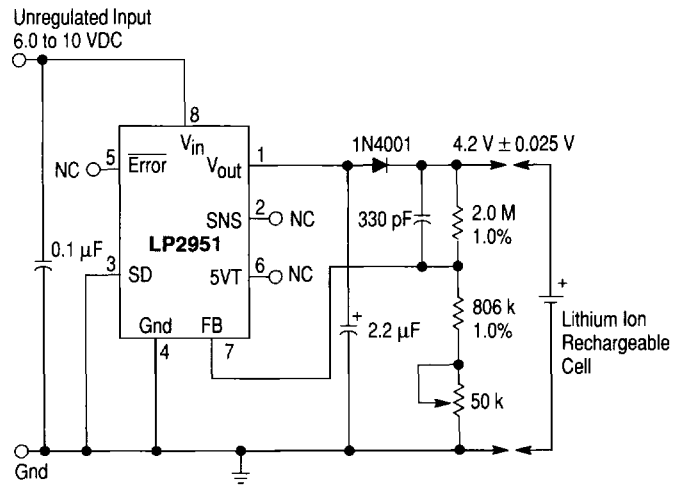 Unregulated Input
6.0 to 10 VDC
8
Vin
1N4001
4.2 V ± 0.025 V
NC
5
Error
Vout
1
SNS
2
NC
330 pF
2.0 M
1.0%
LP2951
0.1 µF
3
SD
5VT
6
NC
+
806 k
1.0%
Lithium Ion
Rechargeable
Cell
Gnd
FB
+
2.2 µF
4
7
50 k
Gnd